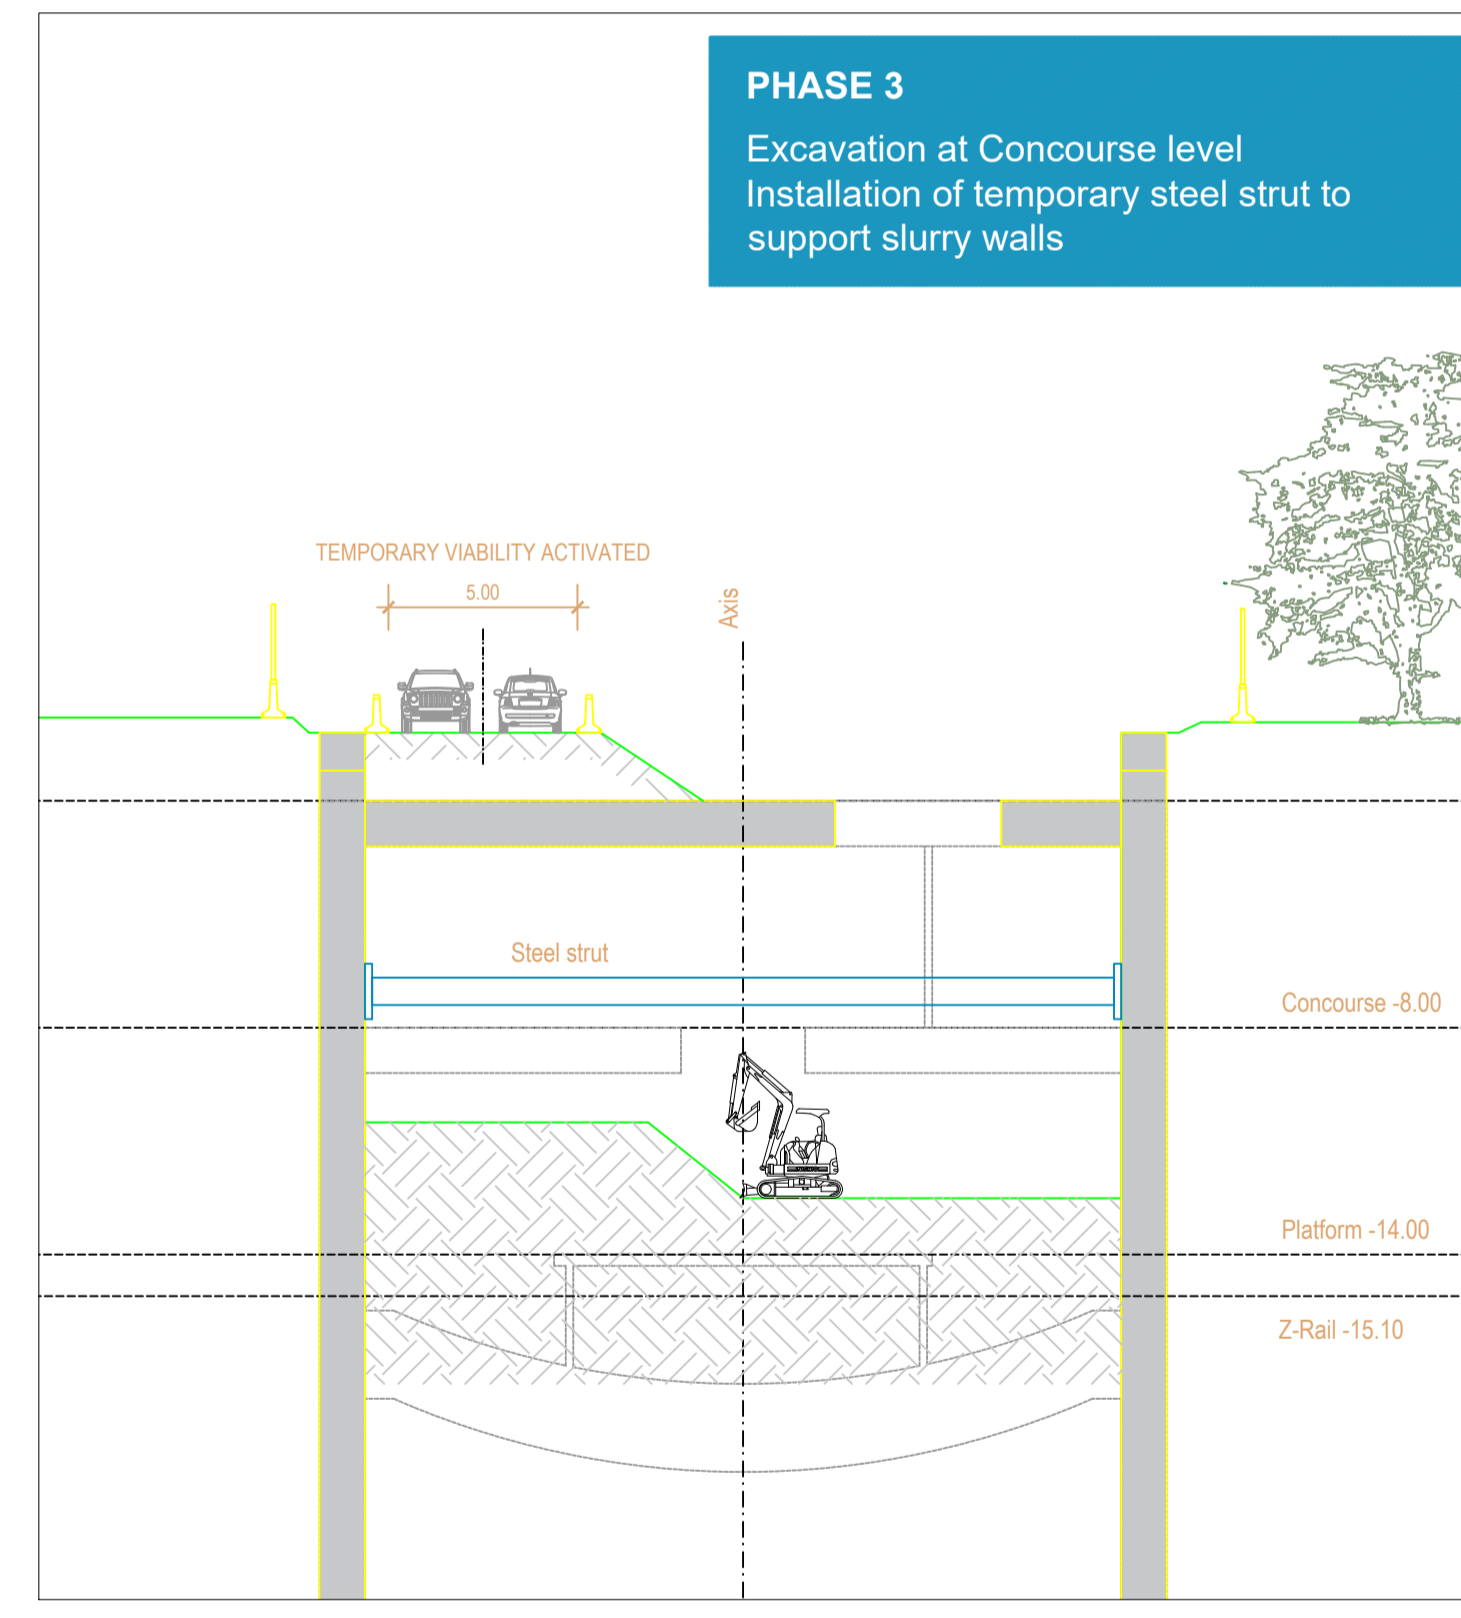 PHASE 3
Excavation at Concourse level
Installation of temporary steel strut to
support slurry walls
TEMPORARY VIABILITY ACTIVATED
5.00
Axis
Steel strut
Concourse -8.00
Platform -14.00
Z-Rail -15.10